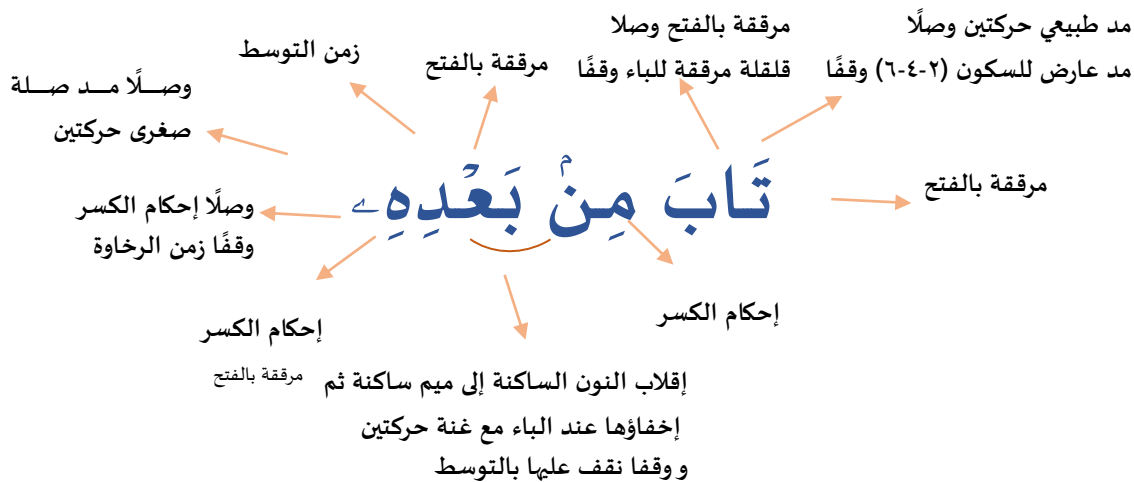 مد طبيعي حركتين وصلًا
مد عارض للسكون (٢-٤-٦) وقفًا
مرققة بالفتح وصلا
قلقلة مرققة للباء وقفًا
مرققة بالفتح
زمن التوسط
وصلًا مد صلة
صغرى حركتين
مرققة بالفتح
تَابَ مِنۢ بَعْدِهِۦ
وصلًا إحكام الكسر
وقفًا زمن الرخاوة
إحكام الكسر
إحكام الكسر
مرققة بالفتح
إقلاب النون الساكنة إلى ميم ساكنة ثم
إخفاؤها عند الباء مع غنة حركتين
و وقفا نقف عليها بالتوسط